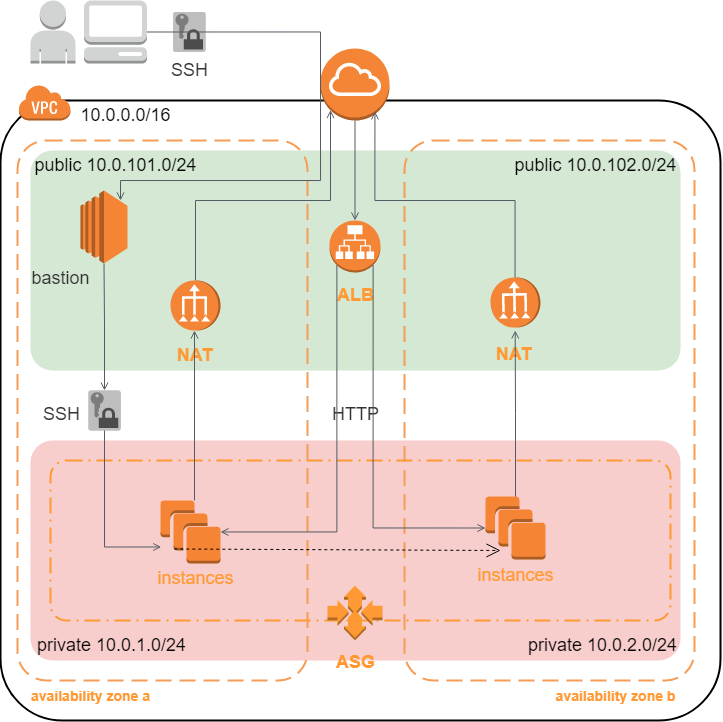 SSH
VPC
10.0.0.0/16
public 10.0.101.0/24
public 10.0.102.0/24
bastion
ALB
NAT
NAT
SSH
HTTP
instances
instances
private 10.0.1.0/24
private 10.0.2.0/24
ASG
availability zone a
availability zone b